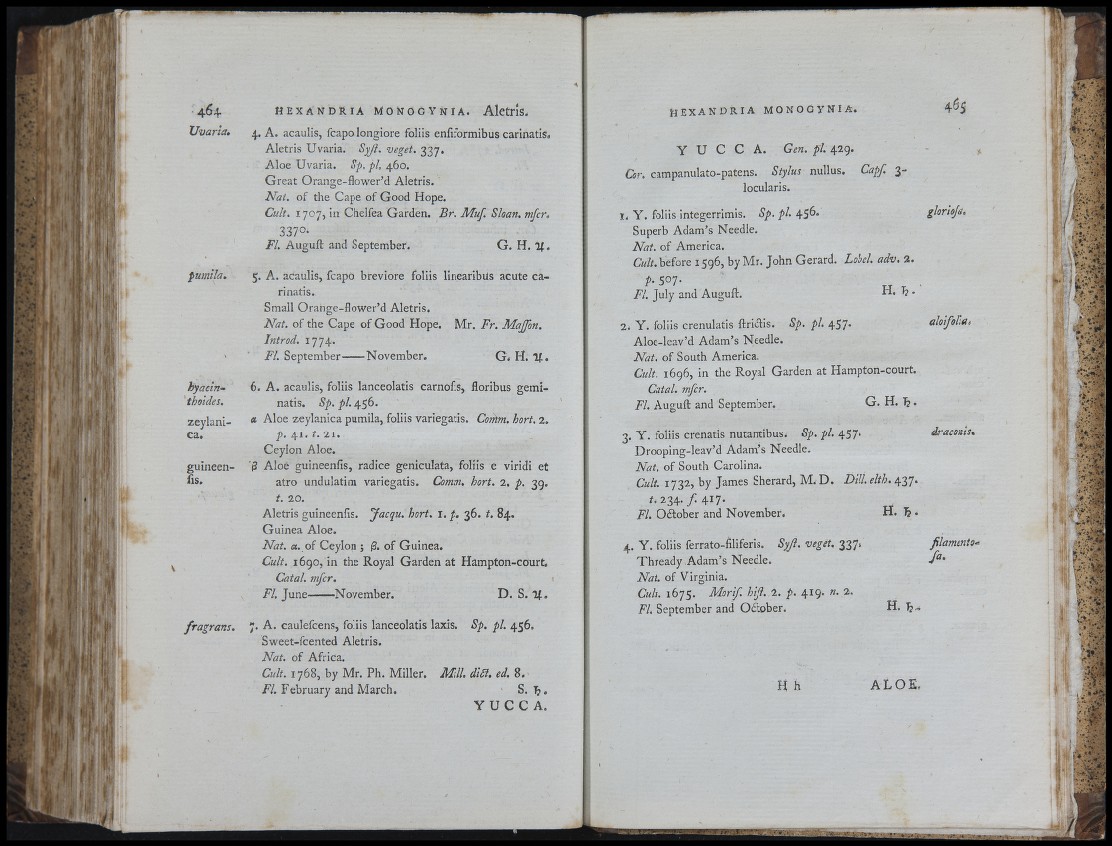 464 HEXANDRIA MONOGYNIA. Aletris.
Uvaria. 4. A. acaulis, ſcapo longiore foliis enſiformibus carinatis.
Aletris Uvaria. Syſt. veget. 337.
Aloe Uvaria. Sp. pl. 460.
Great Orange-flower'd Aletris.
Nat. of the Cape of Good Hope.
Cult. 1707, in Chelſea Garden. Br. Muſ. Sloan. mſcr.
3370.
Fl. Auguſt and September. G. H. ♃.
pumila. 5. A. acaulis, ſcapo breviore foliis linearibus acute ca-
rinatis.
Small Orange-flower'd Aletris.
Nat. of the Cape of Good Hope. Mr. Fr. Maſſon.
Introd. 1774.
Fl. September——November. G. H. ♃.
hyacin- 6. A. acaulis, foliis lanceolatis carnoſis, floribus gemi-
thoides. natis. Sp. pl. 456.
zeylani- α Aloe zeylanica pumila, foliis variegatis. Comm. hort. 2.
ca. p. 41. t. 21.
Ceylon Aloe.
guineen- β Aloe guineenſis, radice geniculata, foliis e viridi et
ſis. atro undulatim variegatis. Comm. hort. 2. p. 39.
t. 20.
Aletris guineenſis. Jacqu. hort. 1. p. 36. t. 84.
Guinea Aloe.
Nat. α. of Ceylon; β. of Guinea.
Cult. 1690, in the Royal Garden at Hampton-court.
Catal. mſcr.
Fl. June——November. D. S. ♃.
fragrans. 7. A. cauleſcens, foliis lanceolatis laxis. Sp. pl. 456.
Sweet-ſcented Aletris.
Nat. of Africa.
Cult. 1768, by Mr. Ph. Miller. Mill. dict. ed. 8.
Fl. February and March. S. ♄.
YUCCA.
HEXANDRIA MONOGYNIA. 465
YUCCA. Gen. pl. 429.
Cor. campanulato-patens. Stylus nullus. Capſ. 3-
locularis.
1. Y. foliis integerrimis. Sp. pl. 456. glorioſa.
Superb Adam's Needle.
Nat. of America.
Cult. before 1596, by Mr. John Gerard. Lobel. adv. 2.
p. 507.
Fl. July and Auguſt. H. ♄.
2. Y. foliis crenulatis ſtrictis. Sp. pl. 457. aloifolia.
Aloe-leav'd Adam's Needle.
Nat. of South America.
Cult. 1696, in the Royal Garden at Hampton-court.
Catal. mſcr.
Fl. Auguſt and September. G. H. ♄.
3. Y. foliis crenatis nutantibus. Sp. pl. 457. draconis.
Drooping-leav'd Adam's Needle.
Nat. of South Carolina.
Cult. 1732, by James Sherard, M. D. Dill. elth. 437.
t. 234. f. 417.
Fl. October and November. H. ♄.
4. Y. foliis ſerrato-filiferis. Syſt. veget. 337. filamento-
Thready Adam's Needle. ſa.
Nat. of Virginia.
Cult. 1675. Moriſ. hiſt. 2. p. 419. n. 2.
Fl. September and October. H. ♄.
H h ALOE.